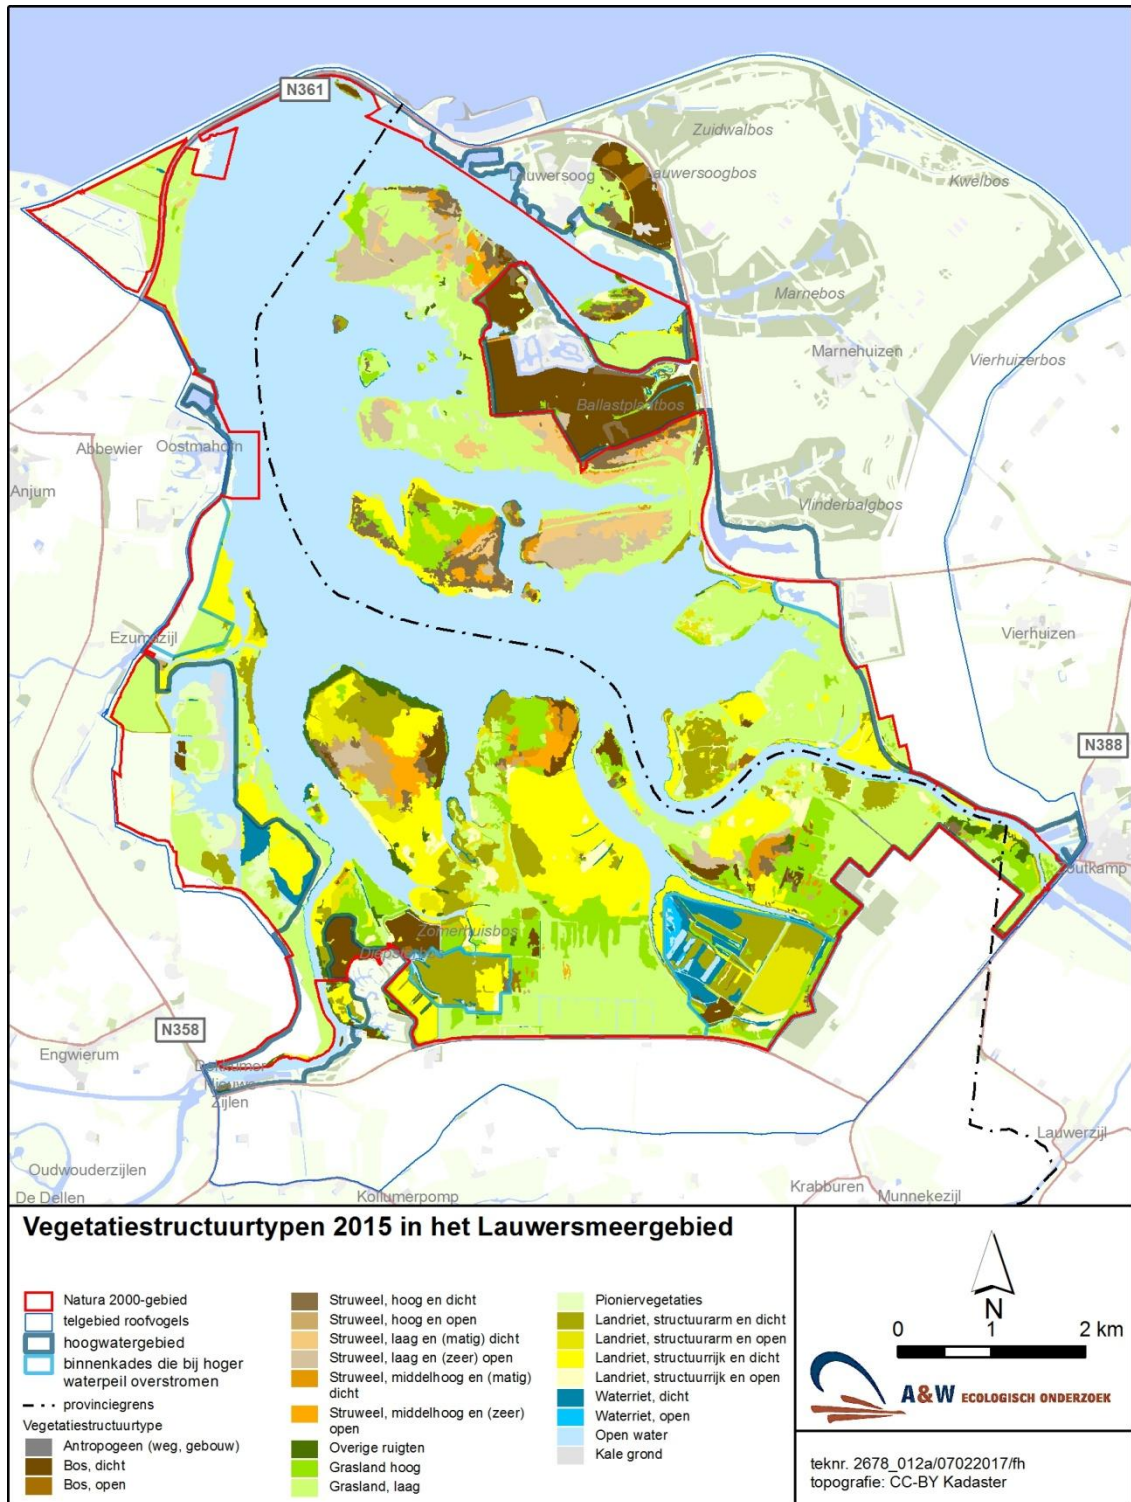 N361
Zuidwalbos
Lauwersoog
Lauwersoogbos
Kwelbos
Marnebos
Marnehuizen
Vierhuizerbos
Ballastplantbos
Abbewier
Oostmahorn
Anjum
Vlinderbalgbos
Ezumazijl
Vierhuizen
N388
Zoutkamp
Zomerhuisbos
N358
Engwierum
Dokkumer
Nieuwe
Zijlen
Lauwerzijl
Oudwouderzijlen
De Dellen
Kollumerpomp
Krabburen
Munnekezijl
Vegetatiestructuurtypen 2015 in het Lauwersmeergebied
Natura 2000-gebied
telgebied roofvogels
hoogwatergebied
binnenkades die bij hoger
waterpeil overstromen
provinciegrens
Vegetatiestructuurtype
Antropogeen (weg, gebouw)
Bos, dicht
Bos, open
Struweel, hoog en dicht
Struweel, hoog en open
Struweel, laag en (matig) dicht
Struweel, laag en (zeer) open
Struweel, middelhoog en (matig)
dicht
Struweel, middelhoog en (zeer)
open
Overige ruigten
Grasland hoog
Grasland, laag
Pioniervegetaties
Landriet, structuurarm en dicht
Landriet, structuurarm en open
Landriet, structuurrijk en dicht
Landriet, structuurrijk en open
Waterriet, dicht
Waterriet, open
Open water
Kale grond
N
0 1 2 km
A&W ECOLOGISCH ONDERZOEK
teknr. 2678_012a/07022017/fh
topografie: CC-BY Kadaster